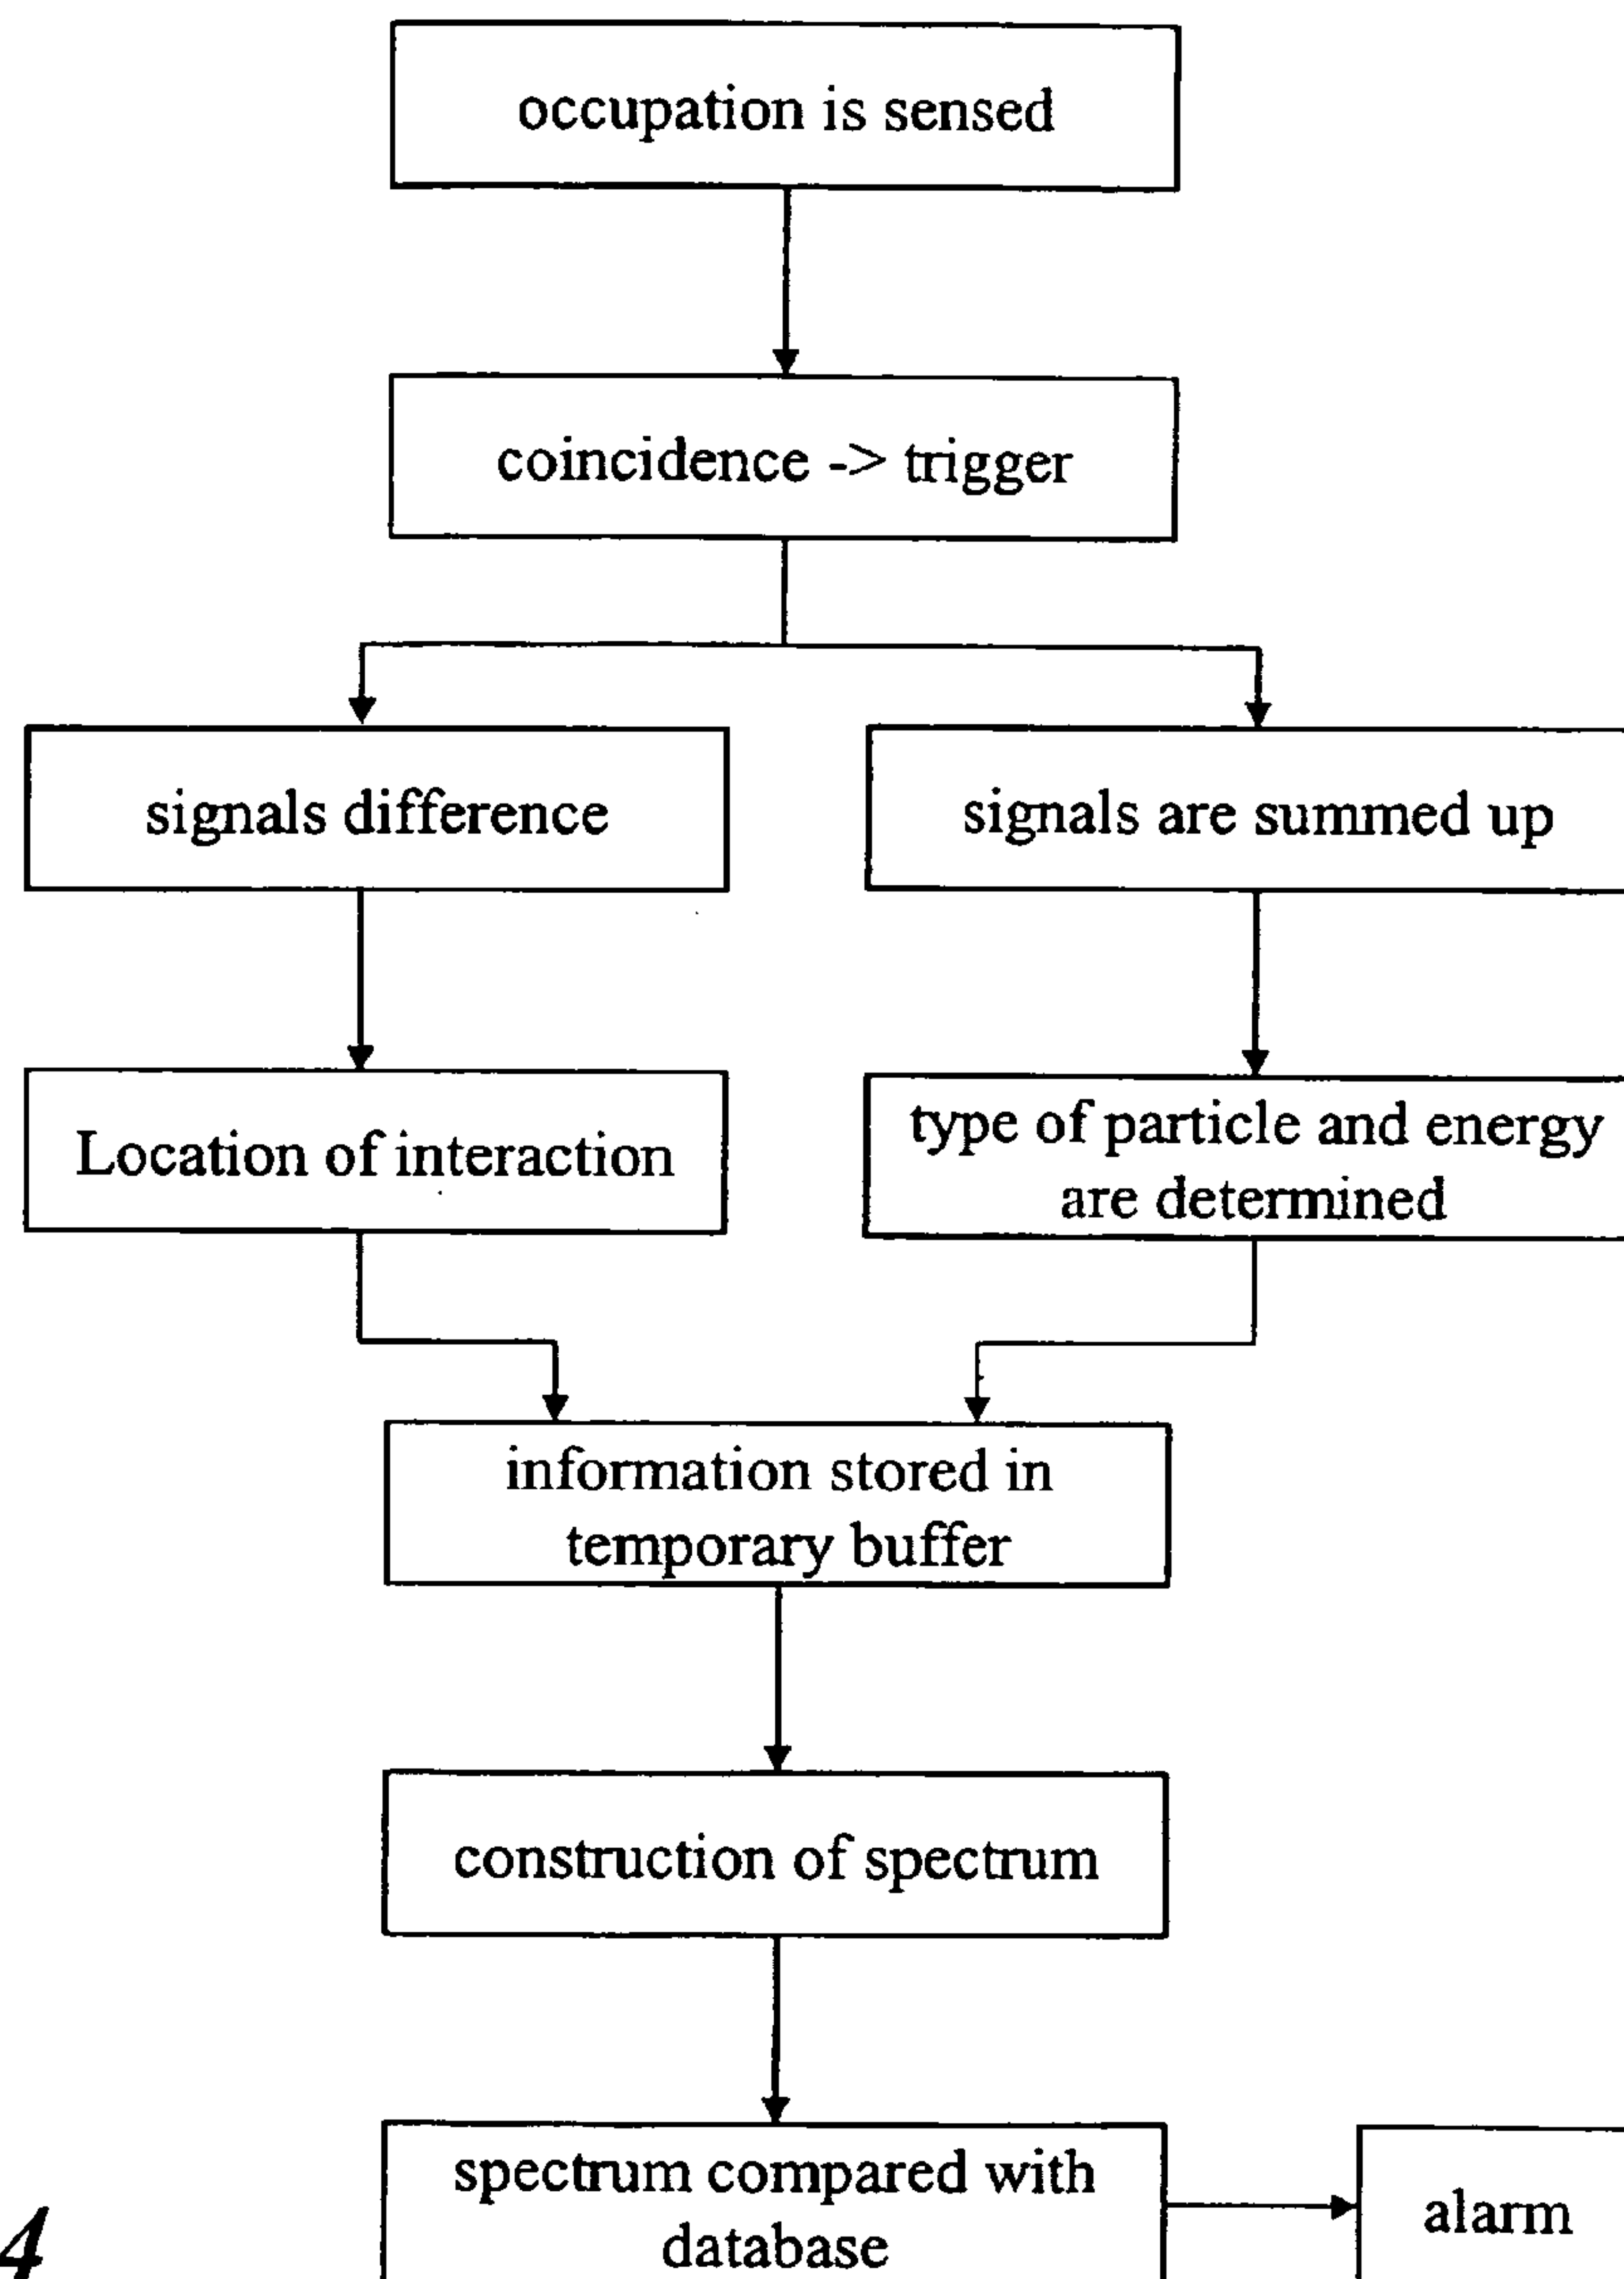 occupation is sensed
coincidence -> trigger
signals difference
signals are summed up
Location of interaction
type of particle and energy
are determined
information stored in
temporary buffer
construction of spectrum
spectrum compared with
database
alarm
4